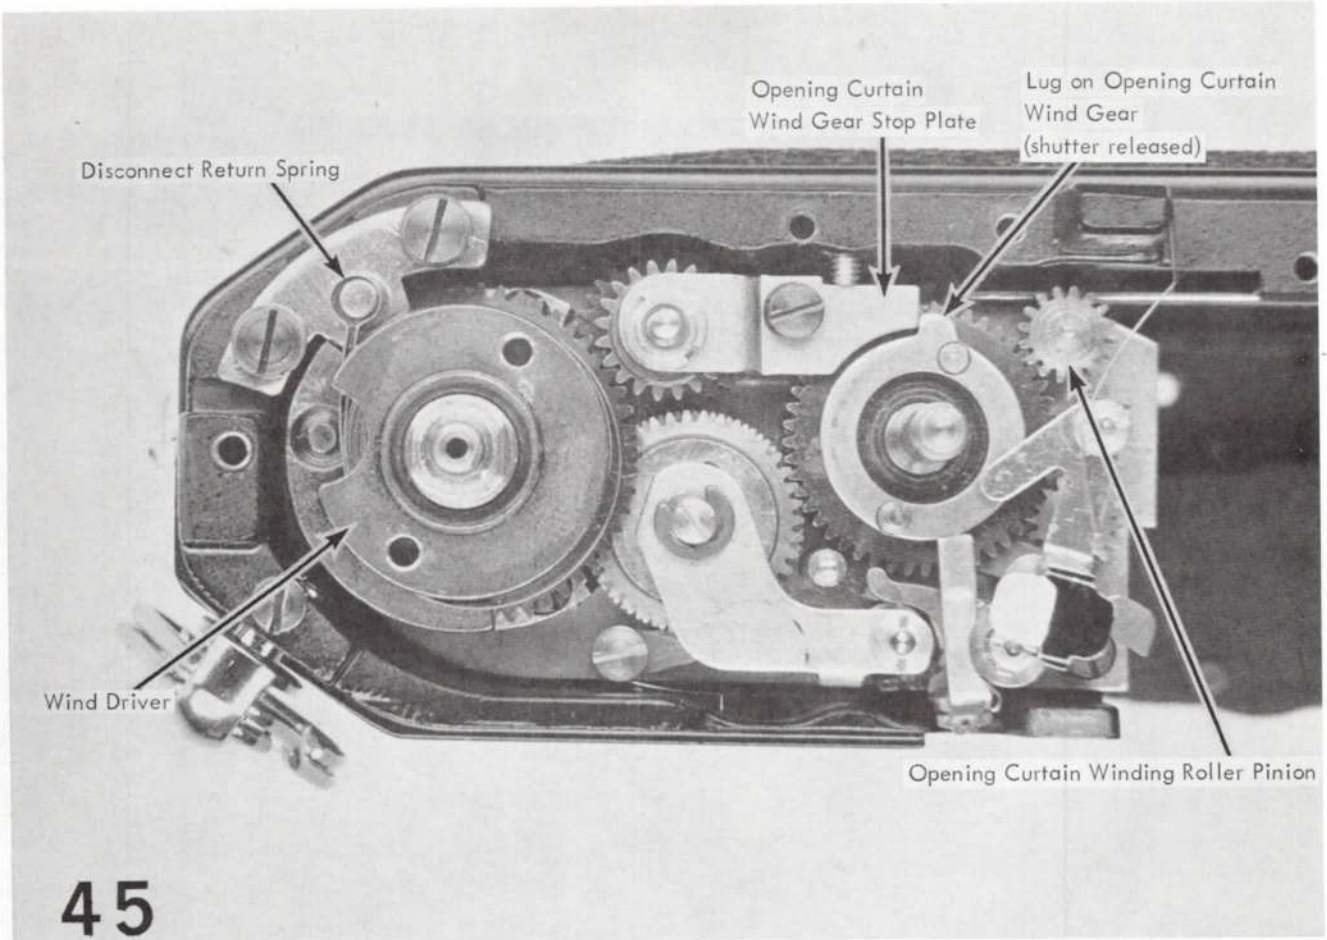 Opening Curtain
Wind Gear Stop Plate
Lug on Opening Curtain
Wind Gear
(shutter released)
Disconnect Return Spring
Wind Driver
Opening Curtain Winding Roller Pinion
45